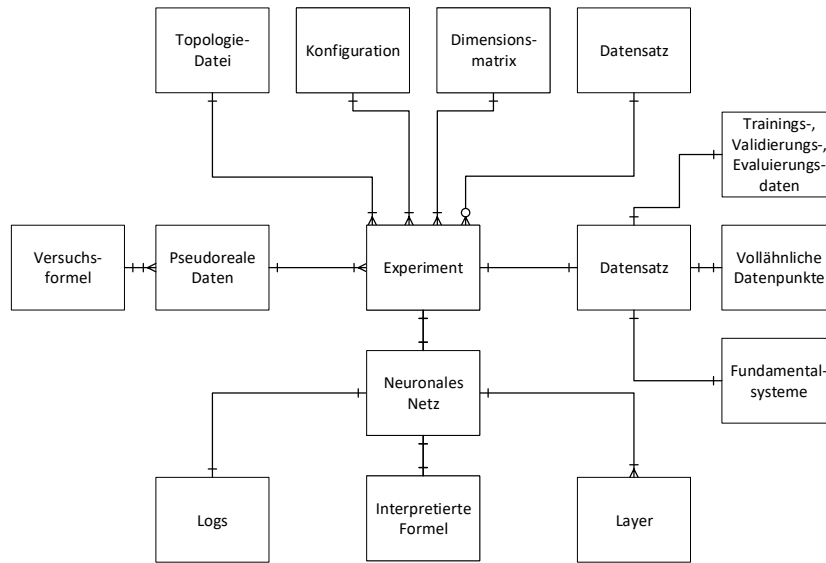 Topologie-
Datei
Konfiguration
Dimensions-
matrix
Datensatz
Trainings-,
Validierungs-,
Evaluierungs-
daten
Versuchs-
formel
Pseudoreale
Daten
Experiment
Datensatz
Vollähnliche
Datenpunkte
Neuronales
Netz
Fundamental-
systeme
Logs
Interpretierte
Formel
Layer